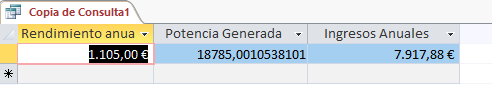 Copia de Consulta1
Rendimiento anua Potencia Generada Ingresos Anuales
1.105,00 € 18785,0010538101 7.917,88 €